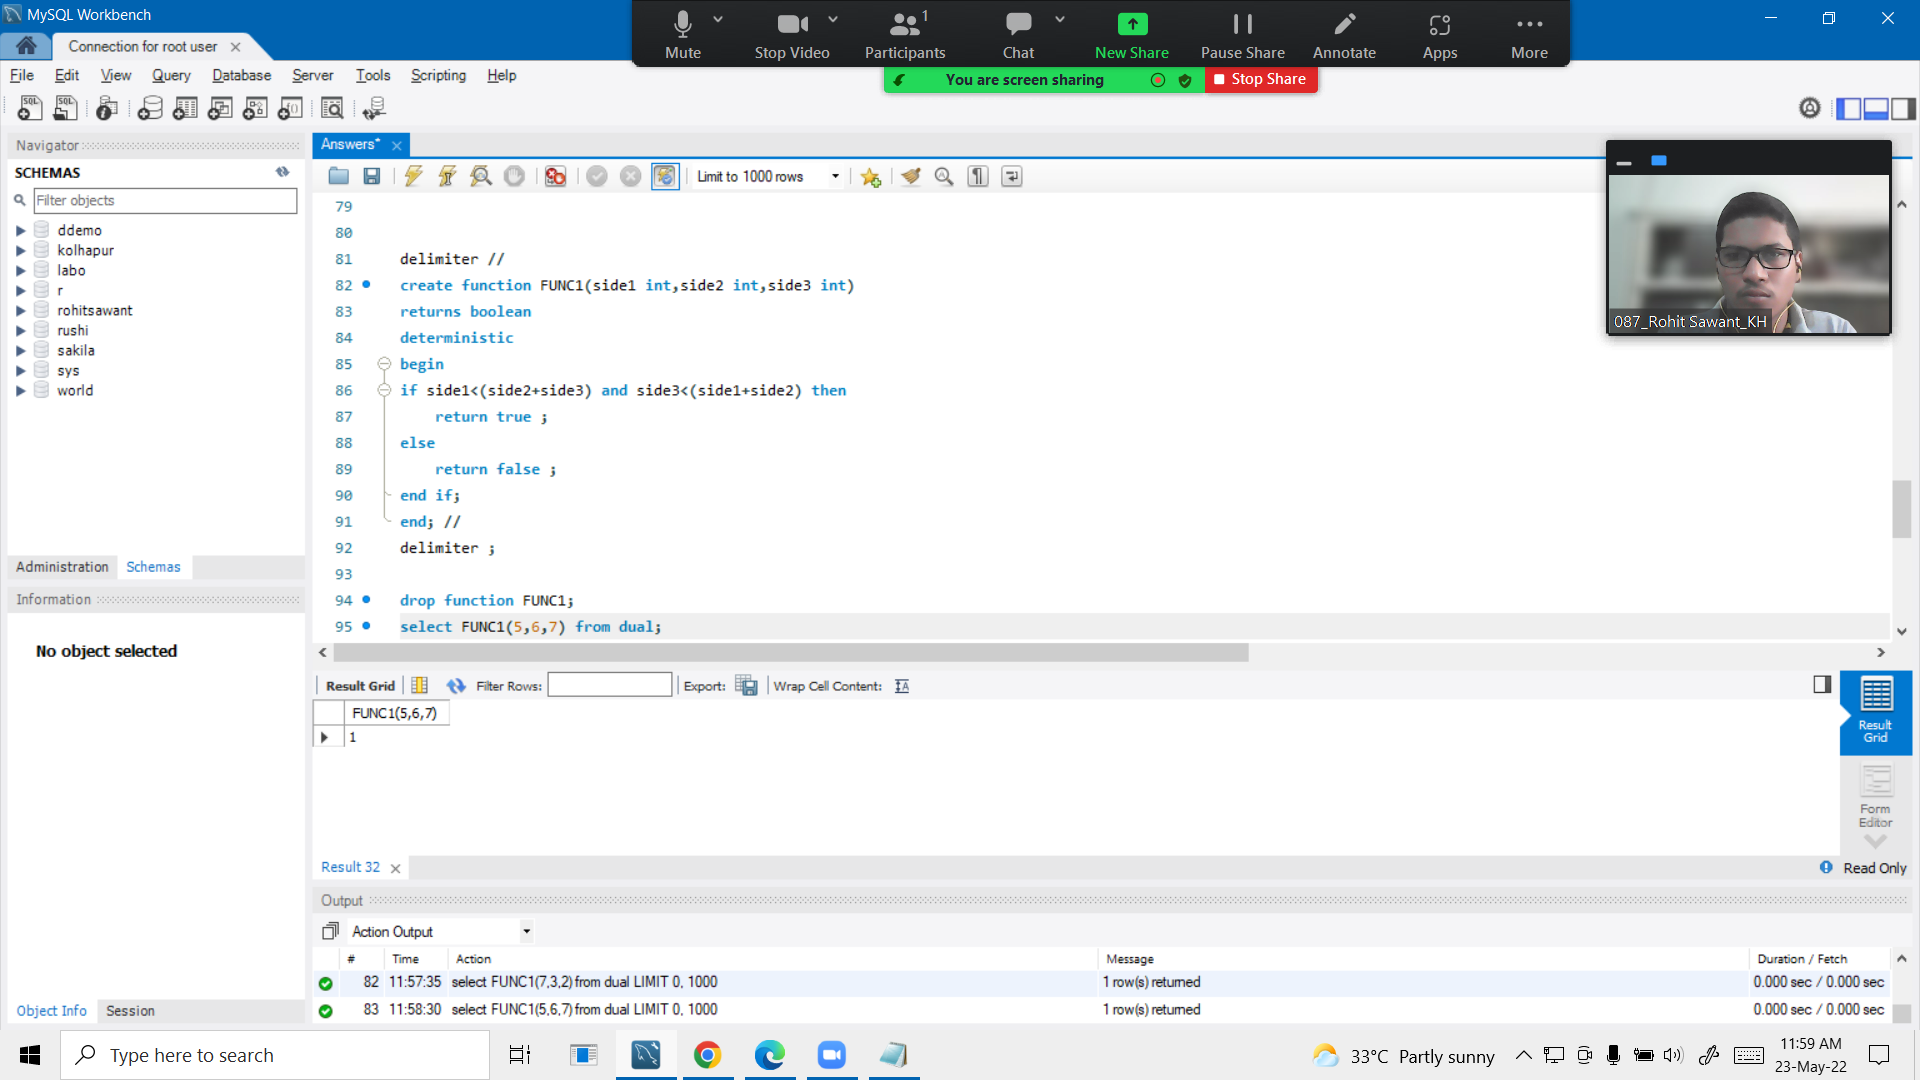 MySQL Workbench
Mute
Stop Video
1
Participants
Chat
New Share
Pause Share
Annotate
Apps
More
You are screen sharing
Stop Share
Connection for root user
File Edit View Query Database Server Tools Scripting Help
Navigator
SCHEMAS
Filter objects
ddemo
kolhapur
labo
r
rohitsawant
rushi
sakila
sys
world
Administration Schemas
Information
No object selected
Object Info Session
Answers*
Limit to 1000 rows
79
80
81 delimiter //
82 create function FUNC1(side1 int,side2 int,side3 int)
83 returns boolean
84 deterministic
85 begin
86 if side1<(side2+side3) and side3<(side1+side2) then
87 return true ;
88 else
89 return false ;
90 end if;
91 end; //
92 delimiter ;
93
94 drop function FUNC1;
95 select FUNC1(5,6,7) from dual;
087_Rohit Sawant_KH
Result Grid Filter Rows: Export: Wrap Cell Content:
FUNC1(5,6,7)
1
Result Grid
Form Editor
Result 32
Read Only
Output
Action Output
# Time Action Message Duration / Fetch
82 11:57:35 select FUNC1(7,3,2) from dual LIMIT 0, 1000 1 row(s) returned 0.000 sec / 0.000 sec
83 11:58:30 select FUNC1(5,6,7) from dual LIMIT 0, 1000 1 row(s) returned 0.000 sec / 0.000 sec
Type here to search
33°C Partly sunny
11:59 AM
23-May-22